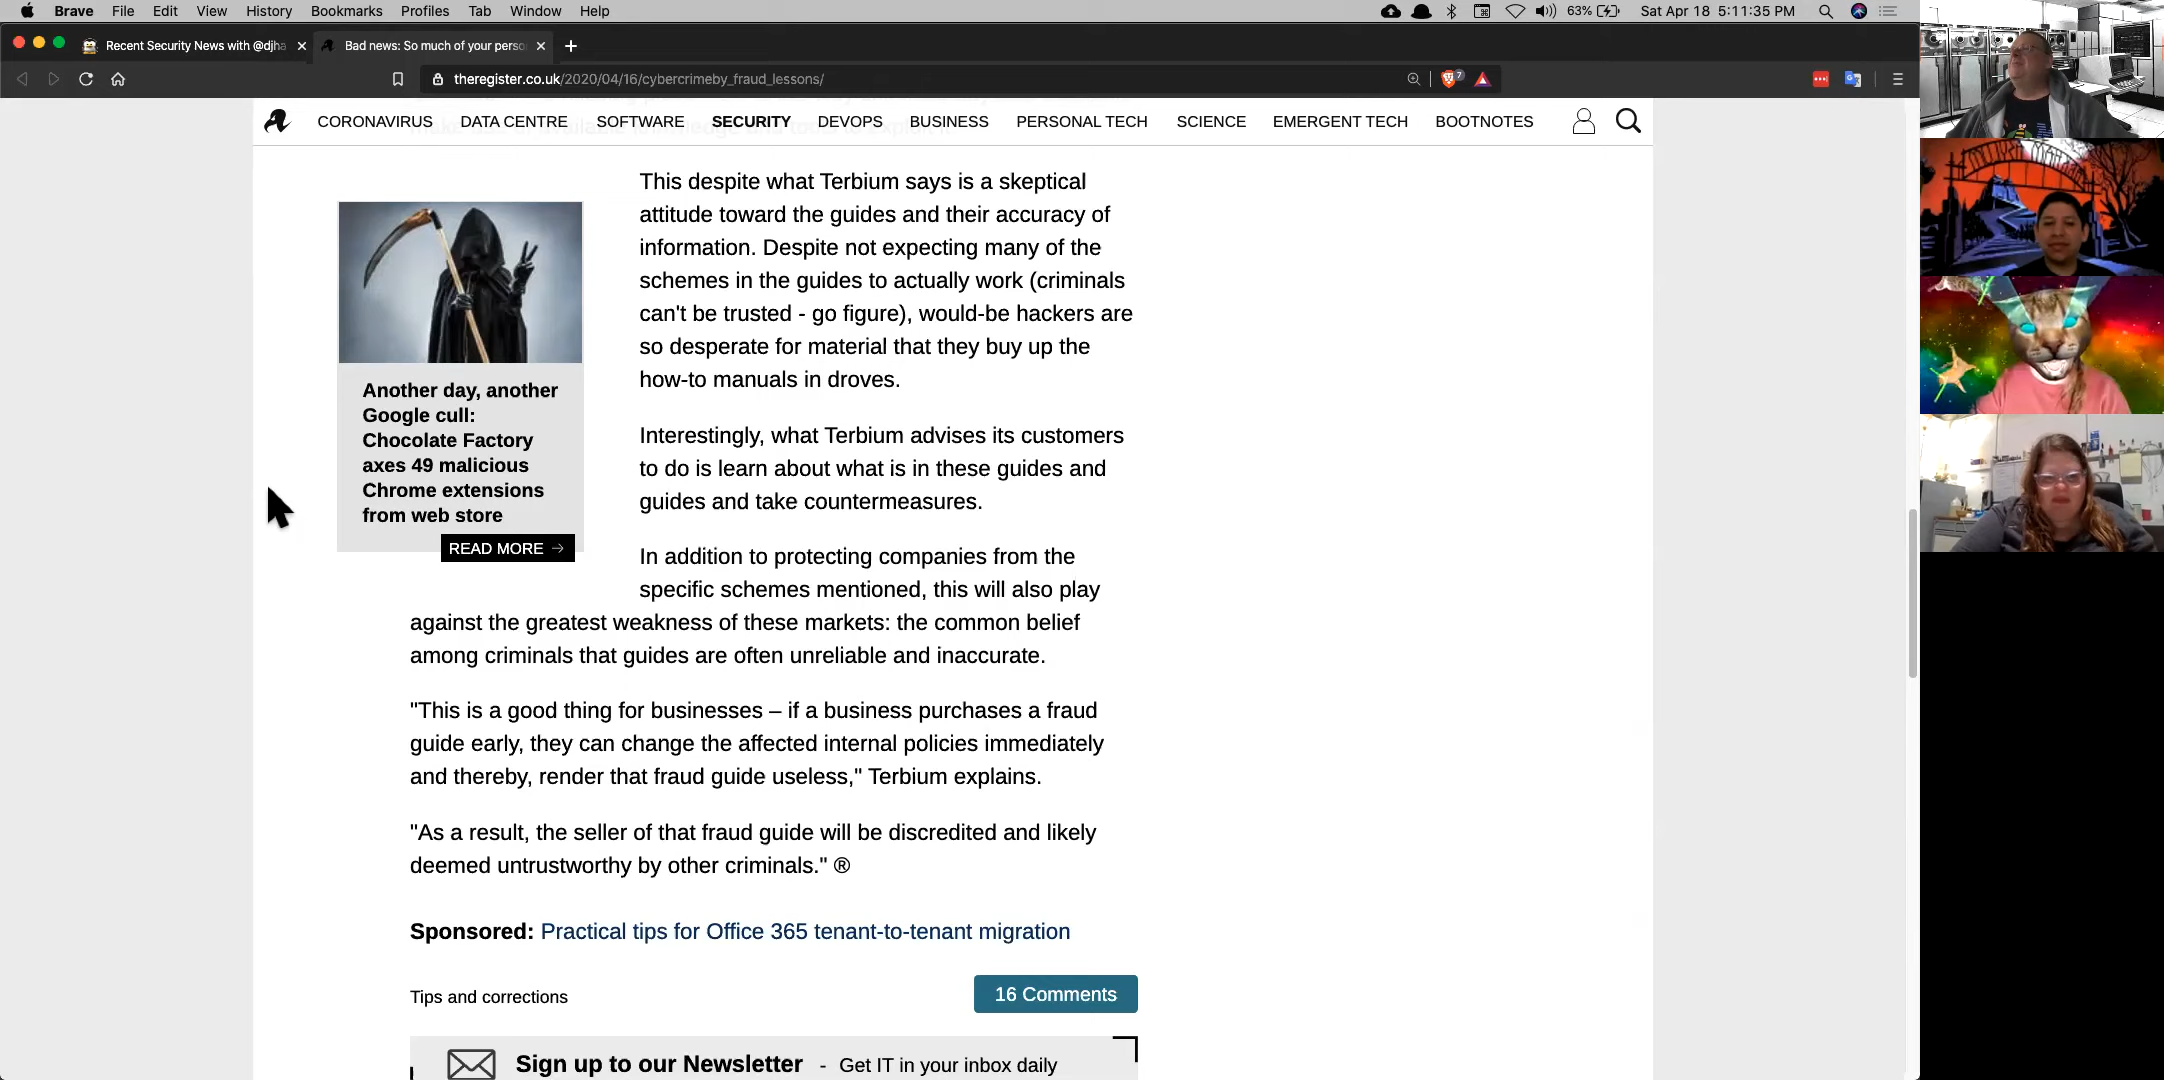 Brave File Edit View History Bookmarks Profiles Tab Window Help 63% Sat Apr 18 5:11:35 PM
Recent Security News with @djha
Bad news: So much of your perso
theregister.co.uk/2020/04/16/cybercrimeby_fraud_lessons/ 7
CORONAVIRUS DATA CENTRE SOFTWARE SECURITY DEVOPS BUSINESS PERSONAL TECH SCIENCE EMERGENT TECH BOOTNOTES
This despite what Terbium says is a skeptical
attitude toward the guides and their accuracy of
information. Despite not expecting many of the
schemes in the guides to actually work (criminals
can't be trusted - go figure), would-be hackers are
so desperate for material that they buy up the
how-to manuals in droves.
Another day, another
Google cull:
Chocolate Factory
axes 49 malicious
Chrome extensions
from web store
READ MORE →
Interestingly, what Terbium advises its customers
to do is learn about what is in these guides and
guides and take countermeasures.
In addition to protecting companies from the
specific schemes mentioned, this will also play
against the greatest weakness of these markets: the common belief
among criminals that guides are often unreliable and inaccurate.
"This is a good thing for businesses – if a business purchases a fraud
guide early, they can change the affected internal policies immediately
and thereby, render that fraud guide useless," Terbium explains.
"As a result, the seller of that fraud guide will be discredited and likely
deemed untrustworthy by other criminals." ®
Sponsored: Practical tips for Office 365 tenant-to-tenant migration
Tips and corrections
16 Comments
Sign up to our Newsletter - Get IT in your inbox daily